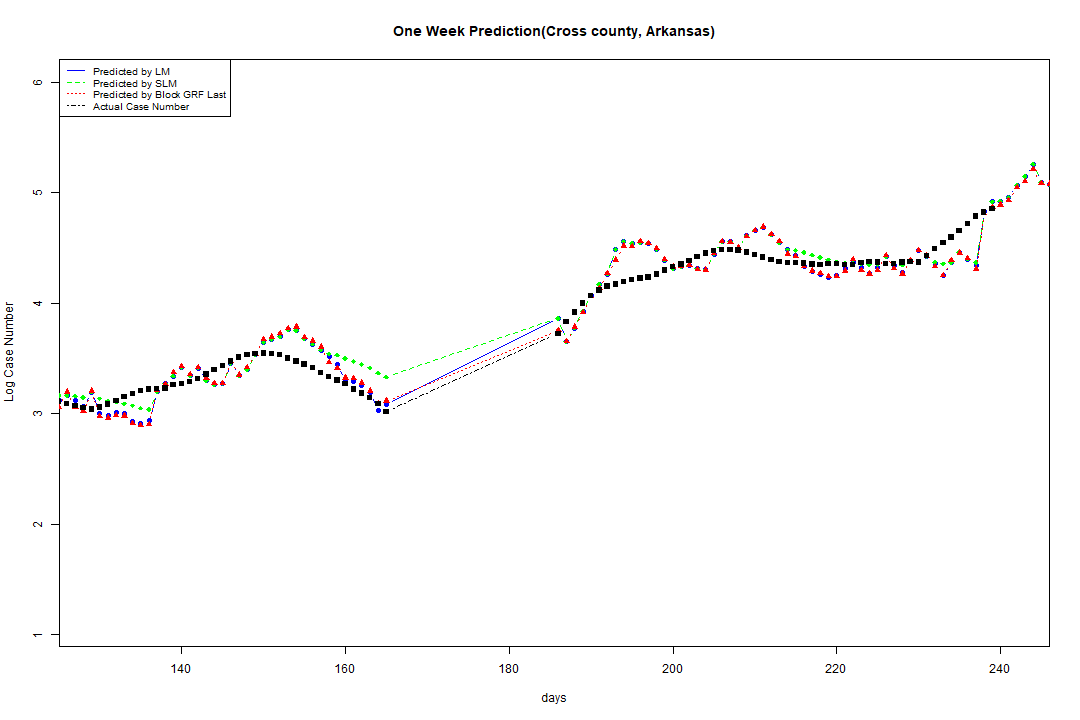 One Week Prediction(Cross county, Arkansas)
Predicted by LM
Predicted by SLM
Predicted by Block GRF Last
Actual Case Number
6
5
4
3
2
1
Log Case Number
140 160 180 200 220 240
days